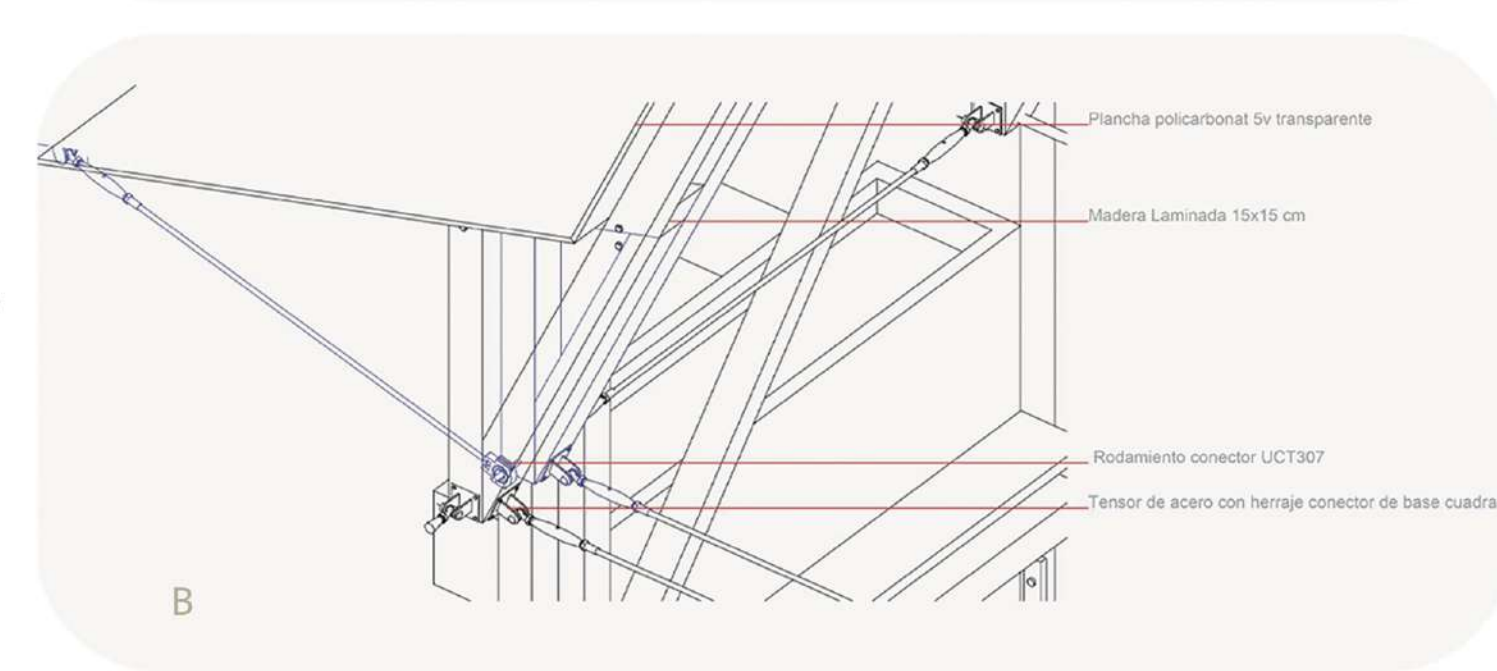 Plancha policarbonat 5v transparente
Madera Laminada 15x15 cm
Rodamiento conector UCT307
Tensor de acero con herraje conector de base cuadra
B